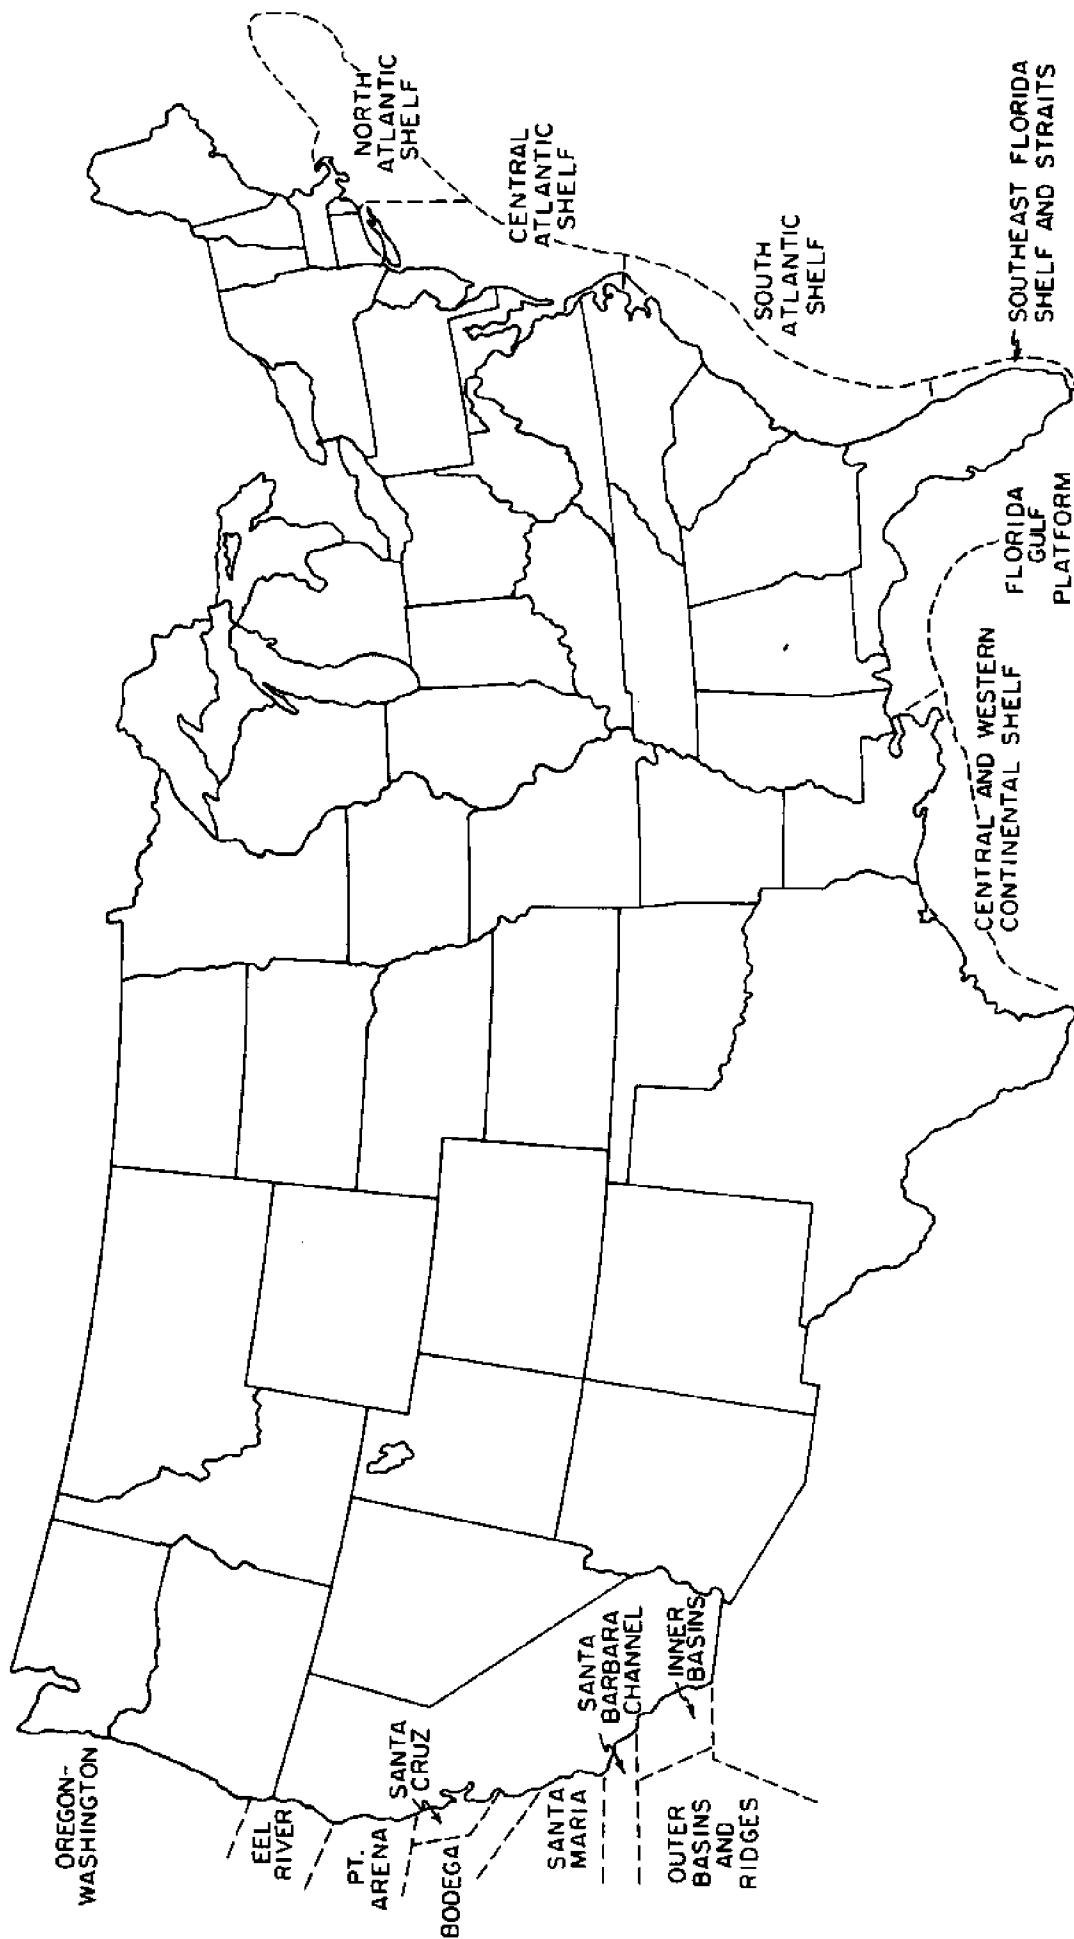 OREGON-
WASHINGTON
EEL
RIVER
PT.
ARENA
SANTA
CRUZ
BODEGA
SANTA
MARIA
SANTA
BARBARA
CHANNEL
INNER
BASINS
OUTER
BASINS
AND
RIDGES
CENTRAL AND WESTERN
CONTINENTAL SHELF
FLORIDA
GULF
PLATFORM
SOUTHEAST FLORIDA
SHELF AND STRAITS
SOUTH
ATLANTIC
SHELF
CENTRAL
ATLANTIC
SHELF
NORTH
ATLANTIC
SHELF